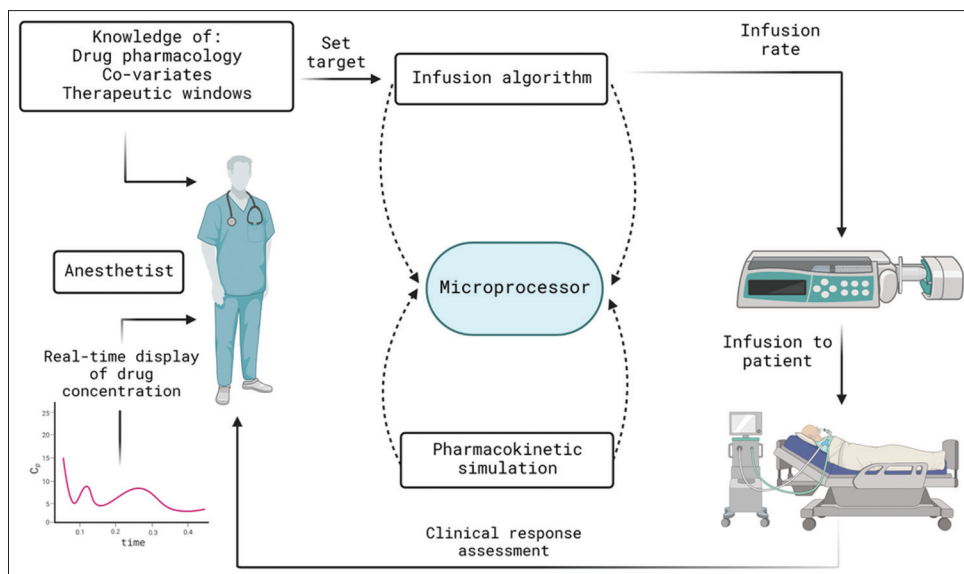 Knowledge of:
Drug pharmacology
Co-variates
Therapeutic windows
Set
target
Infusion algorithm
Infusion
rate
Anesthetist
Microprocessor
Real-time display
of drug
concentration
Infusion to
patient
Pharmacokinetic
simulation
25
20
15
10
5
0
Cp
0.1 0.2 0.3 0.4
time
Clinical response
assessment